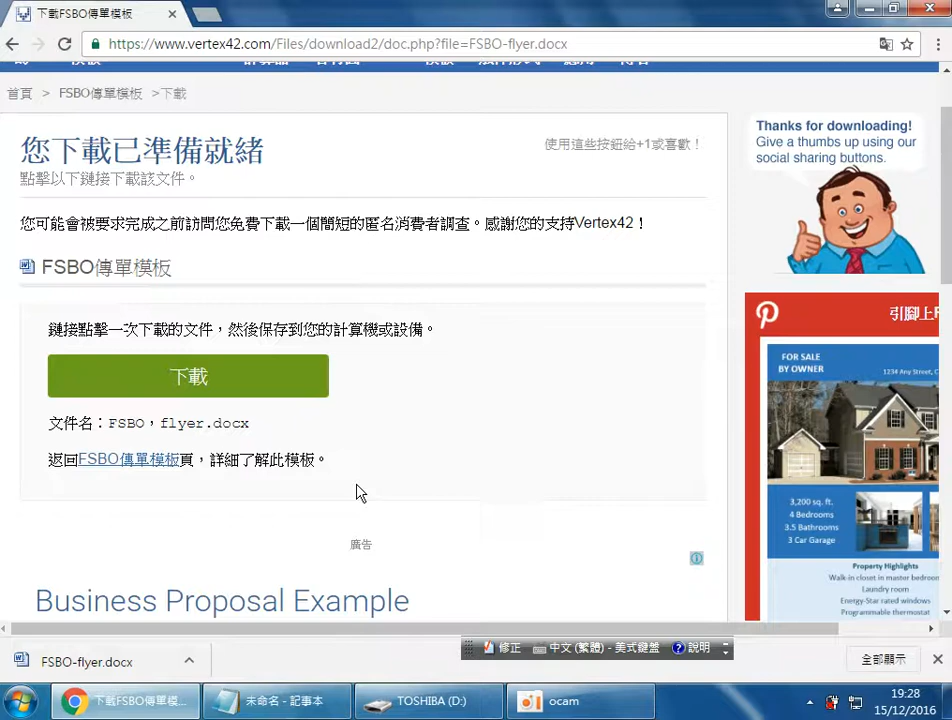 下載FSBO傳單模板
https://www.vertex42.com/Files/download2/doc.php?file=FSBO-flyer.docx
首頁 > FSBO傳單模板 >下載
您下載已準備就緒
使用這些按鈕給+1或喜歡！
點擊以下鏈接下載該文件。
您可能會被要求完成之前訪問您免費下載一個簡短的匿名消費者調查。感謝您的支持Vertex42！
FSBO傳單模板
鏈接點擊一次下載的文件，然後保存到您的計算機或設備。
下載
文件名：FSBO，flyer.docx
返回FSBO傳單模板頁，詳細了解此模板。
廣告
Business Proposal Example
Thanks for downloading!
Give a thumbs up using our
social sharing buttons.
引腳上F
FOR SALE
BY OWNER
1234 Any Street, C
3,200 sq. ft.
4 Bedrooms
3.5 Bathrooms
3 Car Garage
Property Highlights
Walk-in closet in master bedroo
Laundry room
Energy-Star rated windows
Programmable thermostat
修正 中文 (繁體) - 美式鍵盤 說明
FSBO-flyer.docx
全部顯示
下載FSBO傳單模...
未命名 - 記事本
TOSHIBA (D:)
ocam
19:28
15/12/2016